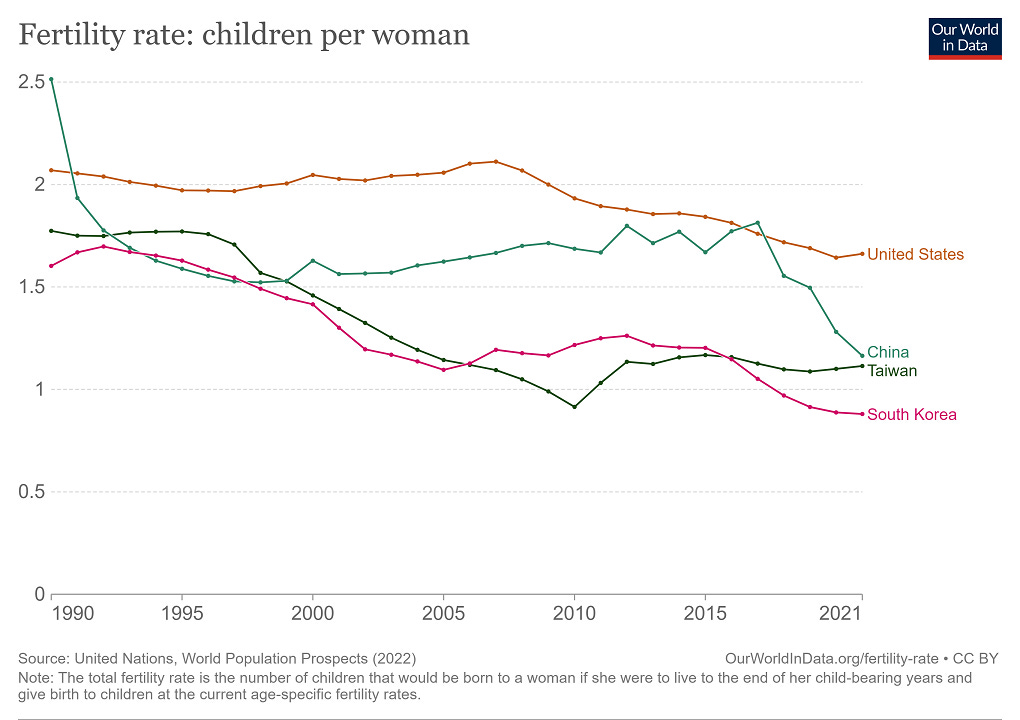 Fertility rate: children per woman
Our World
in Data
2.5
2
1.5
1
0.5
0
United States
China
Taiwan
South Korea
1990
1995
2000
2005
2010
2015
2021
Source: United Nations, World Population Prospects (2022)
OurWorldInData.org/fertility-rate • CC BY
Note: The total fertility rate is the number of children that would be born to a woman if she were to live to the end of her child-bearing years and
give birth to children at the current age-specific fertility rates.